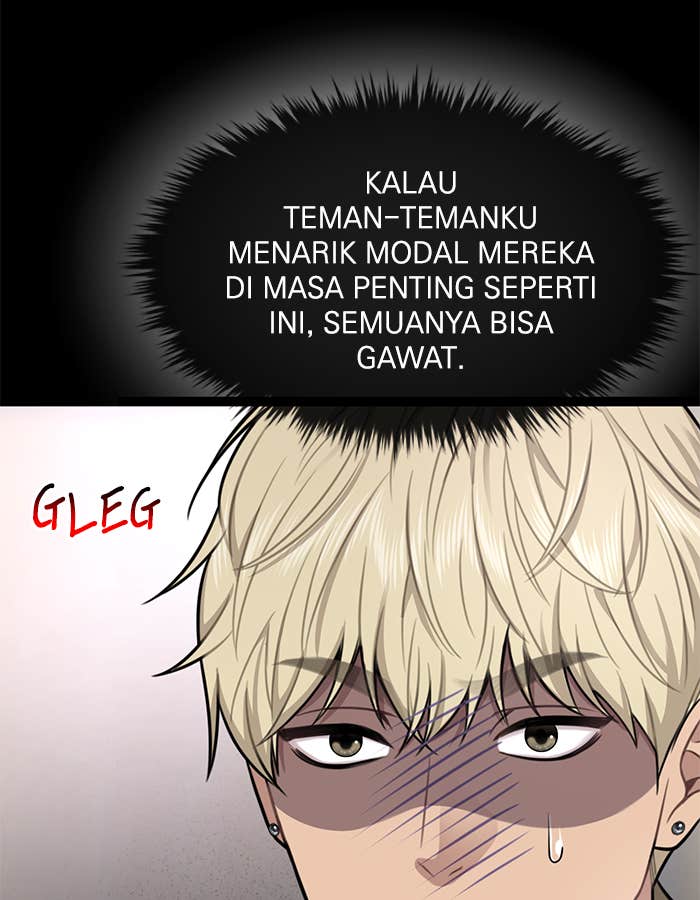 KALAU
TEMAN-TEMANKU
MENARIK MODAL MEREKA
DI MASA PENTING SEPERTI
INI, SEMUANYA BISA
GAWAT.
GLEG